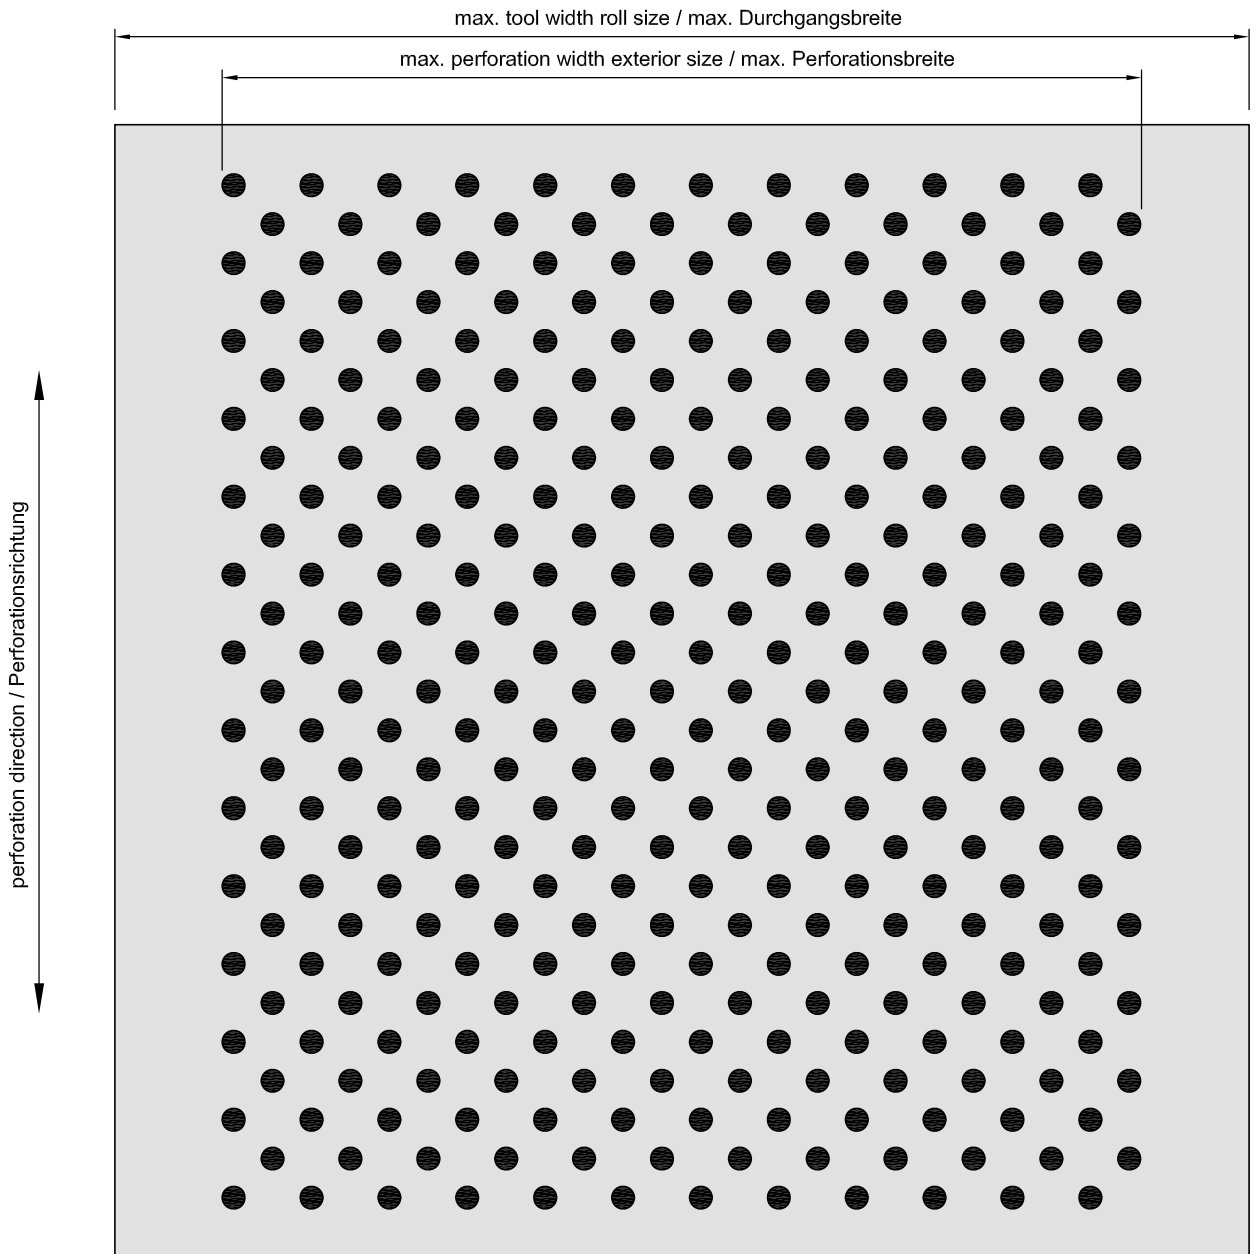 max. tool width roll size / max. Durchgangsbreite
max. perforation width exterior size / max. Perforationsbreite
perforation direction / Perforationsrichtung